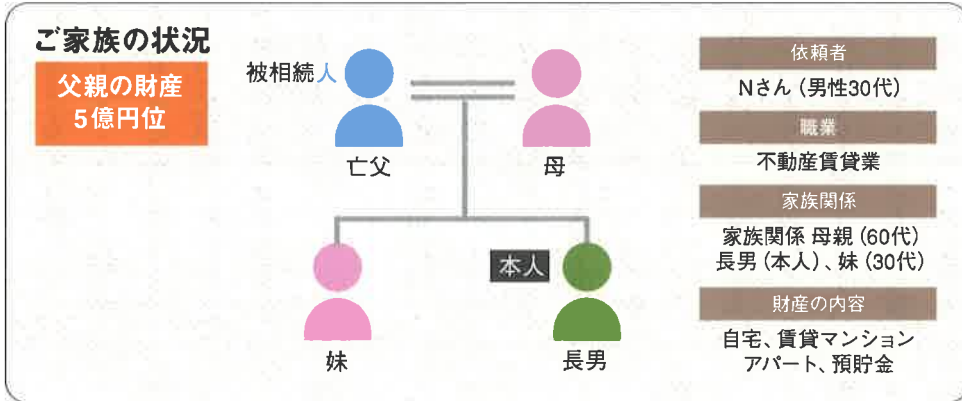 ご家族の状況
父親の財産
5億円位
被相続人
亡父
母
妹
本人
長男
依頼者
Nさん（男性30代）
職業
不動産賃貸業
家族関係
家族関係 母親（60代）
長男（本人）、妹（30代）
財産の内容
自宅、賃貸マンション
アパート、預貯金